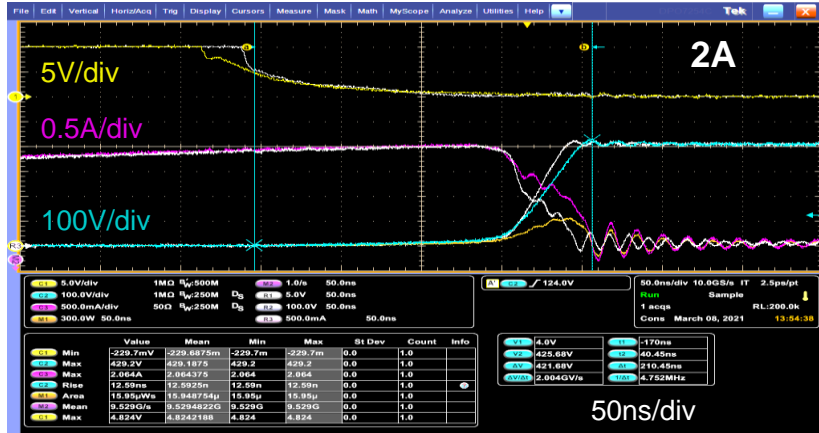 File Edit Vertical Horiz/Acq Trig Display Cursors Measure Mask Math MyScope Analyze Utilities Help Tek
2A
a b
5V/div
1
0.5A/div
100V/div
R3
C1 5.0V/div 1MΩ BW:500M
C2 100.0V/div 1MΩ BW:250M DS
C3 500.0mA/div 50Ω BW:250M DS
M1 300.0W 50.0ns
M2 1.0/s 50.0ns
R1 5.0V 50.0ns
R2 100.0V 50.0ns
R3 500.0mA 50.0ns
A' C2 / 124.0V
50.0ns/div 10.0GS/s IT 2.5ps/pt
Run Sample
1 acqs RL:200.0k
Cons March 08, 2021 13:54:38
Value Mean Min Max St Dev Count Info
C1 Min -229.7mV -229.6875m -229.7m -229.7m 0.0 1.0
C2 Max 429.2V 429.1875 429.2 429.2 0.0 1.0
C3 Max 2.064A 2.064375 2.064 2.064 0.0 1.0
C2 Rise 12.59ns 12.5925n 12.59n 12.59n 0.0 1.0
M1 Area 15.95µWs 15.948754µ 15.95µ 15.95µ 0.0 1.0
M2 Mean 9.529G/s 9.5294822G 9.529G 9.529G 0.0 1.0
C1 Max 4.824V 4.8242188 4.824 4.824 0.0 1.0
V1 4.0V t1 -170ns
V2 425.68V t2 40.45ns
ΔV 421.68V Δt 210.45ns
ΔV/Δt 2.004GV/s 1/Δt 4.752MHz
50ns/div